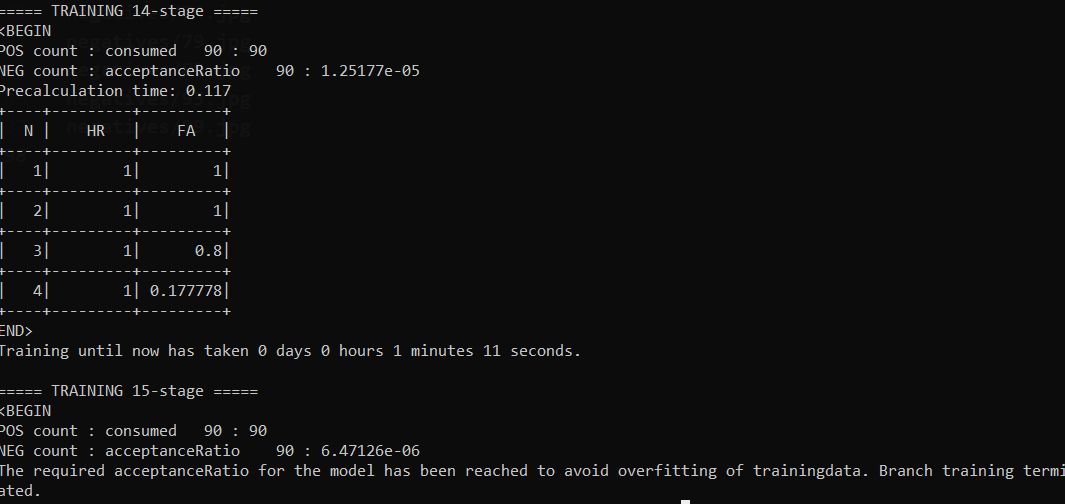 ===== TRAINING 14-stage =====
<BEGIN
POS count : consumed   90 : 90
NEG count : acceptanceRatio    90 : 1.25177e-05
Precalculation time: 0.117
+----+---------+---------+
|  N |    HR   |    FA   |
+----+---------+---------+
|   1|        1|        1|
+----+---------+---------+
|   2|        1|        1|
+----+---------+---------+
|   3|        1|      0.8|
+----+---------+---------+
|   4|        1| 0.177778|
+----+---------+---------+
END>
Training until now has taken 0 days 0 hours 1 minutes 11 seconds.

===== TRAINING 15-stage =====
<BEGIN
POS count : consumed   90 : 90
NEG count : acceptanceRatio    90 : 6.47126e-06
The required acceptanceRatio for the model has been reached to avoid overfitting of trainingdata. Branch training termi
ated.